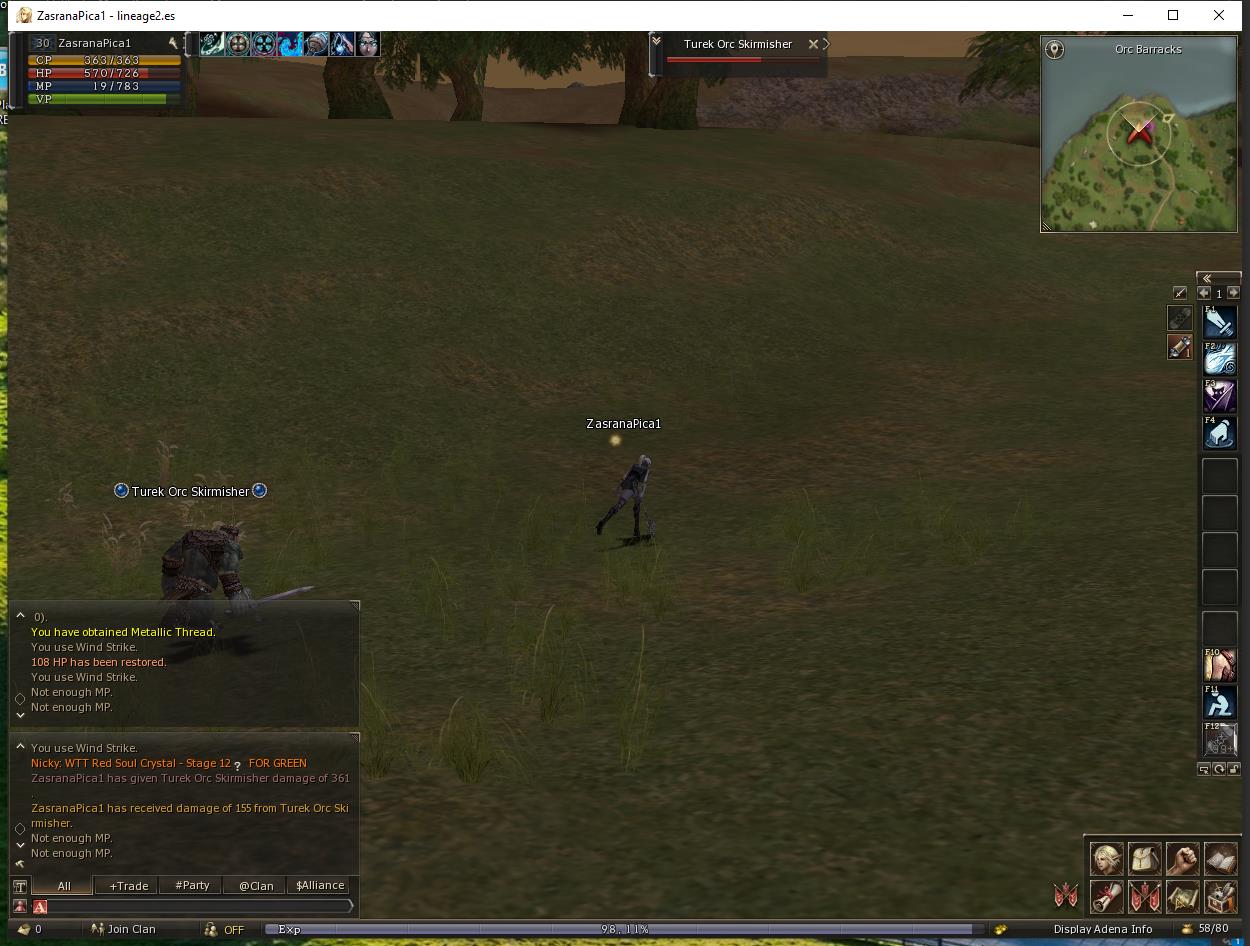 ZasranaPica1 - lineage2.es
30 ZasranaPica1
CP 363/363
HP 570/726
MP 19/783
VP
Turek Orc Skirmisher
Orc Barracks
1
F1
F2
1
F3
F4
ZasranaPica1
Turek Orc Skirmisher
0).
You have obtained Metallic Thread.
You use Wind Strike.
108 HP has been restored.
You use Wind Strike.
Not enough MP.
Not enough MP.
F10
F11
F12
99+
You use Wind Strike.
Nicky: WTT Red Soul Crystal - Stage 12 ? FOR GREEN
ZasranaPica1 has given Turek Orc Skirmisher damage of 361
.
ZasranaPica1 has received damage of 155 from Turek Orc Ski
rmisher.
Not enough MP.
Not enough MP.
T All +Trade #Party @Clan $Alliance
A
0 Join Clan OFF Exp 98.11% Display Adena Info 58/80